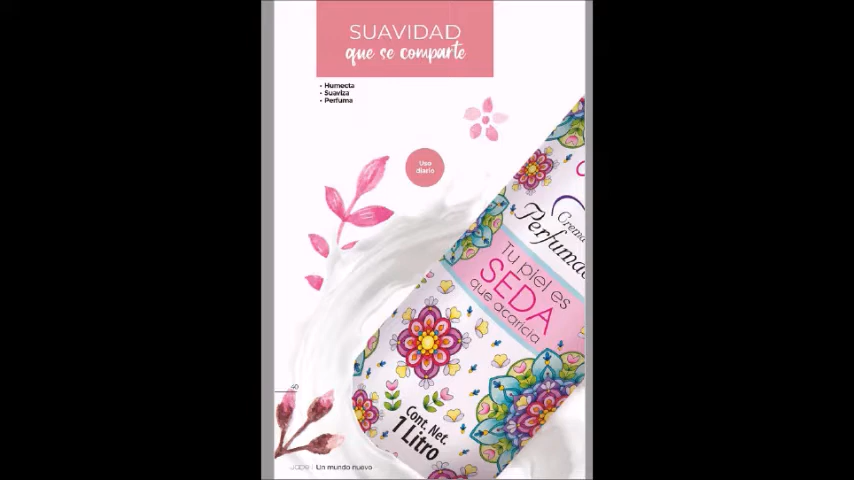 SUAVIDAD
que se comparte
• Humecta
• Suaviza
• Perfuma
Uso
diario
Crema
Tu piel es
SEDA
que acaricia
Cont. Net.
1 Litro
Un mundo nuevo